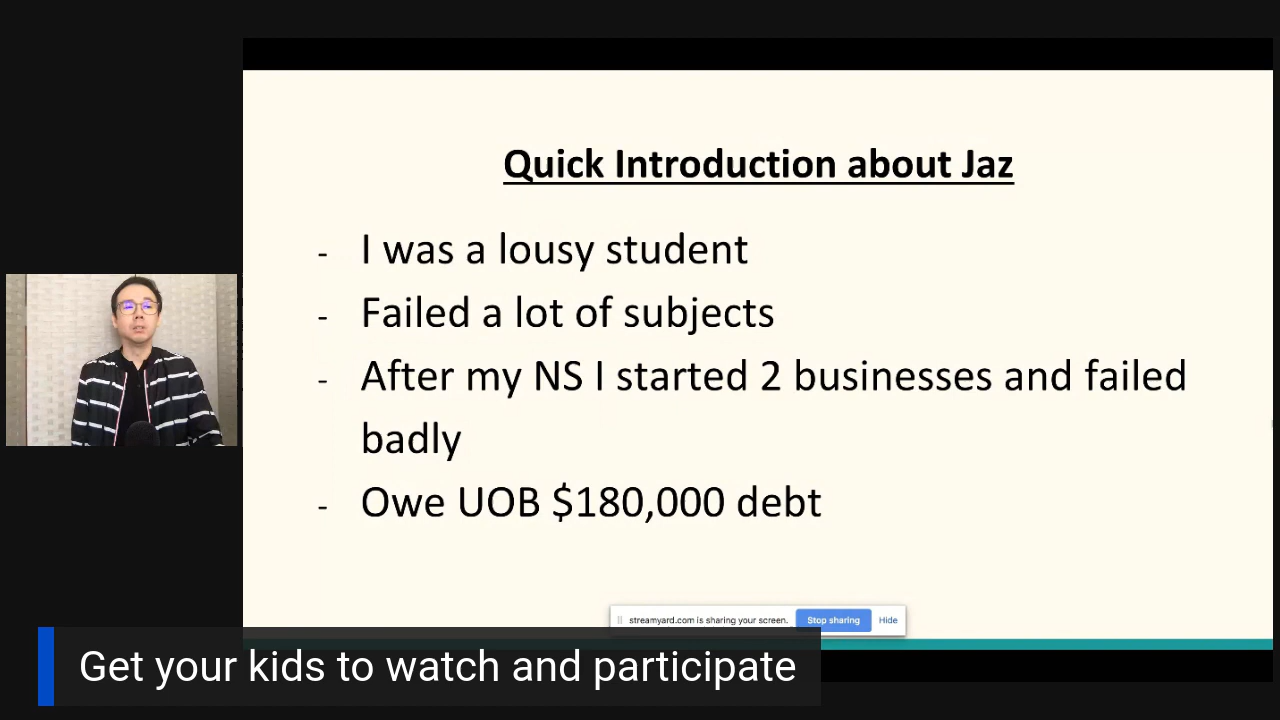 Quick Introduction about Jaz
- I was a lousy student
- Failed a lot of subjects
- After my NS I started 2 businesses and failed
badly
- Owe UOB $180,000 debt
streamyard.com is sharing your screen. Stop sharing Hide
Get your kids to watch and participate